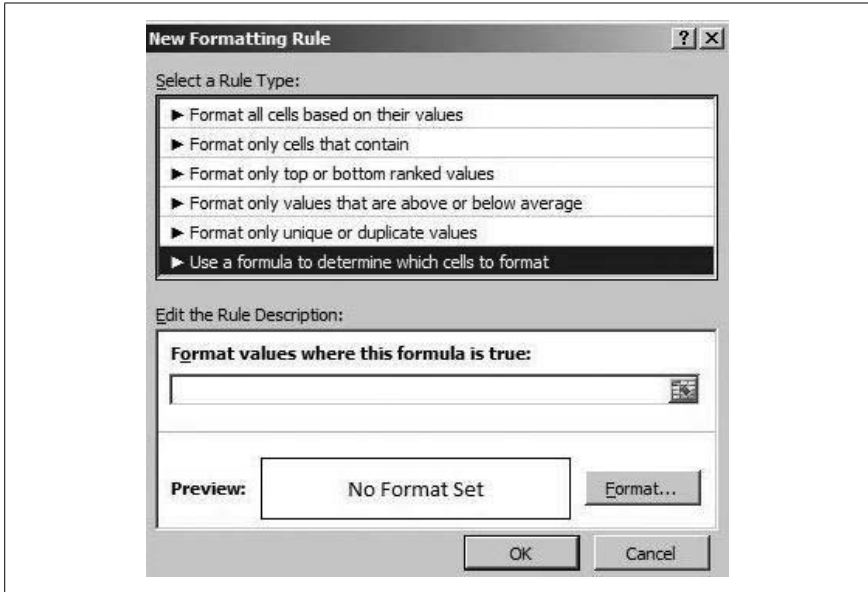 New Formatting Rule
Select a Rule Type:
► Format all cells based on their values
► Format only cells that contain
► Format only top or bottom ranked values
► Format only values that are above or below average
► Format only unique or duplicate values
► Use a formula to determine which cells to format
Edit the Rule Description:
Format values where this formula is true:
Preview: No Format Set Format...
OK Cancel